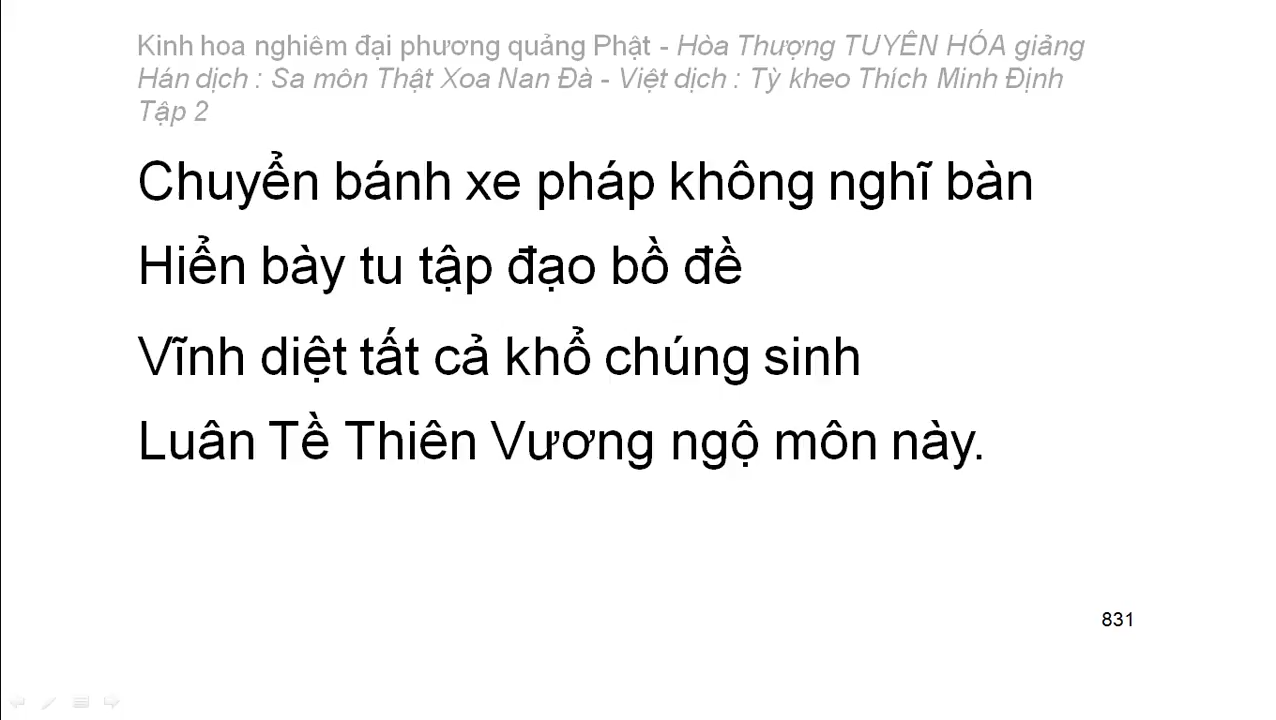 Kinh hoa nghiêm đại phương quảng Phật - Hòa Thượng TUYÊN HÓA giảng
Hán dịch : Sa môn Thật Xoa Nan Đà - Việt dịch : Tỳ kheo Thích Minh Định
Tập 2
Chuyển bánh xe pháp không nghĩ bàn
Hiển bày tu tập đạo bồ đề
Vĩnh diệt tất cả khổ chúng sinh
Luân Tề Thiên Vương ngộ môn này.
831